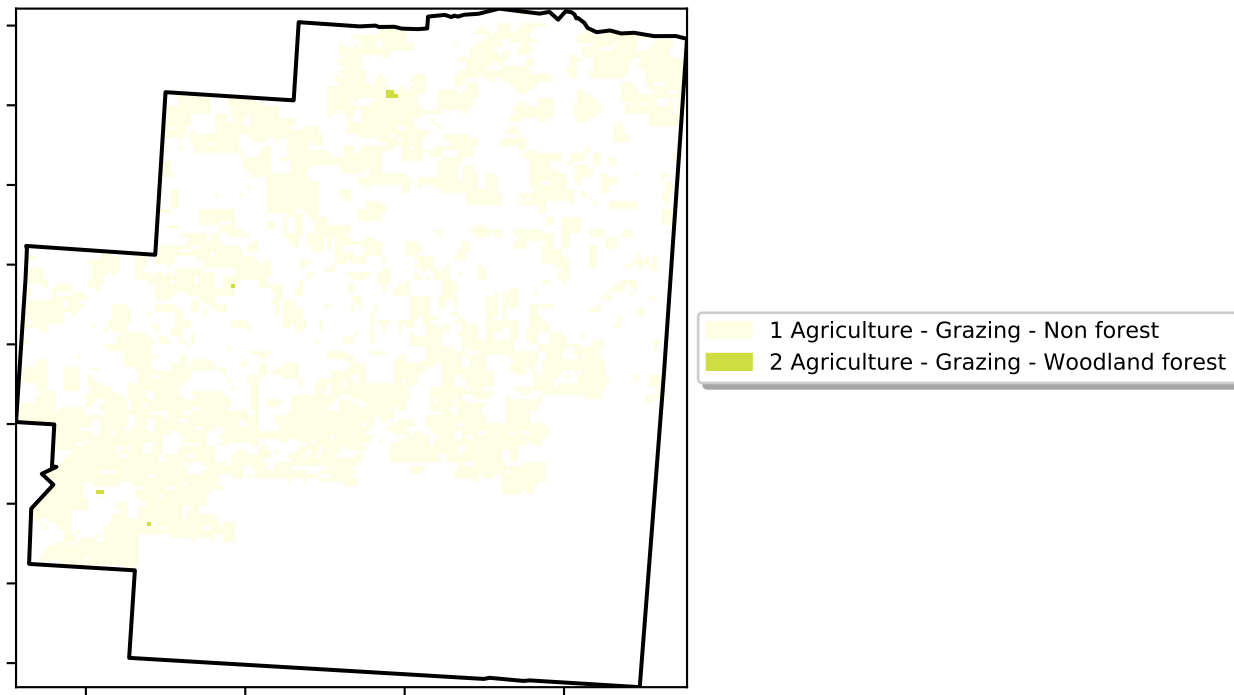 1 Agriculture - Grazing - Non forest
2 Agriculture - Grazing - Woodland forest